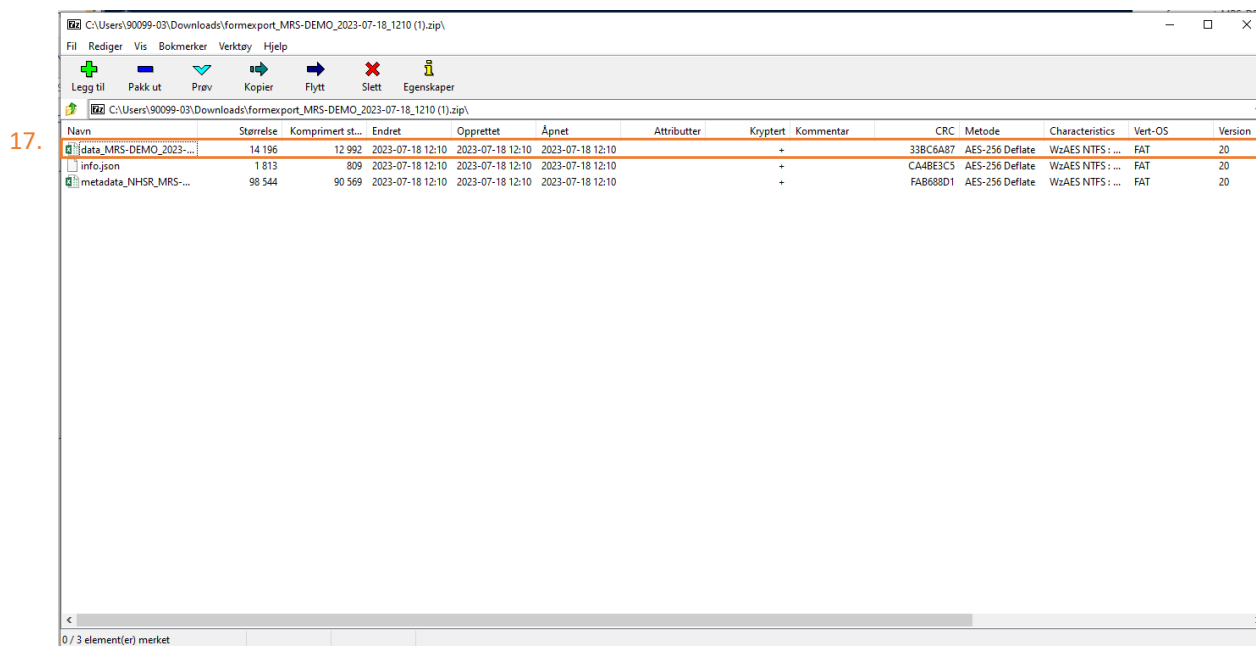 C:\Users\90099-03\Downloads\formexport_MRS-DEMO_2023-07-18_1210 (1).zip\
Fil Rediger Vis Bokmerker Verktøy Hjelp
Legg til Pakk ut Prøv Kopier Flytt Slett Egenskaper
C:\Users\90099-03\Downloads\formexport_MRS-DEMO_2023-07-18_1210 (1).zip\
Navn Størrelse Komprimert st... Endret Opprettet Åpnet Attributter Kryptert Kommentar CRC Metode Characteristics Vert-OS Version
17. data_MRS-DEMO_2023-... 14 196 12 992 2023-07-18 12:10 2023-07-18 12:10 2023-07-18 12:10 + 33BC6A87 AES-256 Deflate WzAES NTFS : ... FAT 20
info.json 1 813 809 2023-07-18 12:10 2023-07-18 12:10 2023-07-18 12:10 + CA4BE3C5 AES-256 Deflate WzAES NTFS : ... FAT 20
metadata_NHSR_MRS-... 98 544 90 569 2023-07-18 12:10 2023-07-18 12:10 2023-07-18 12:10 + FAB688D1 AES-256 Deflate WzAES NTFS : ... FAT 20
0 / 3 element(er) merket